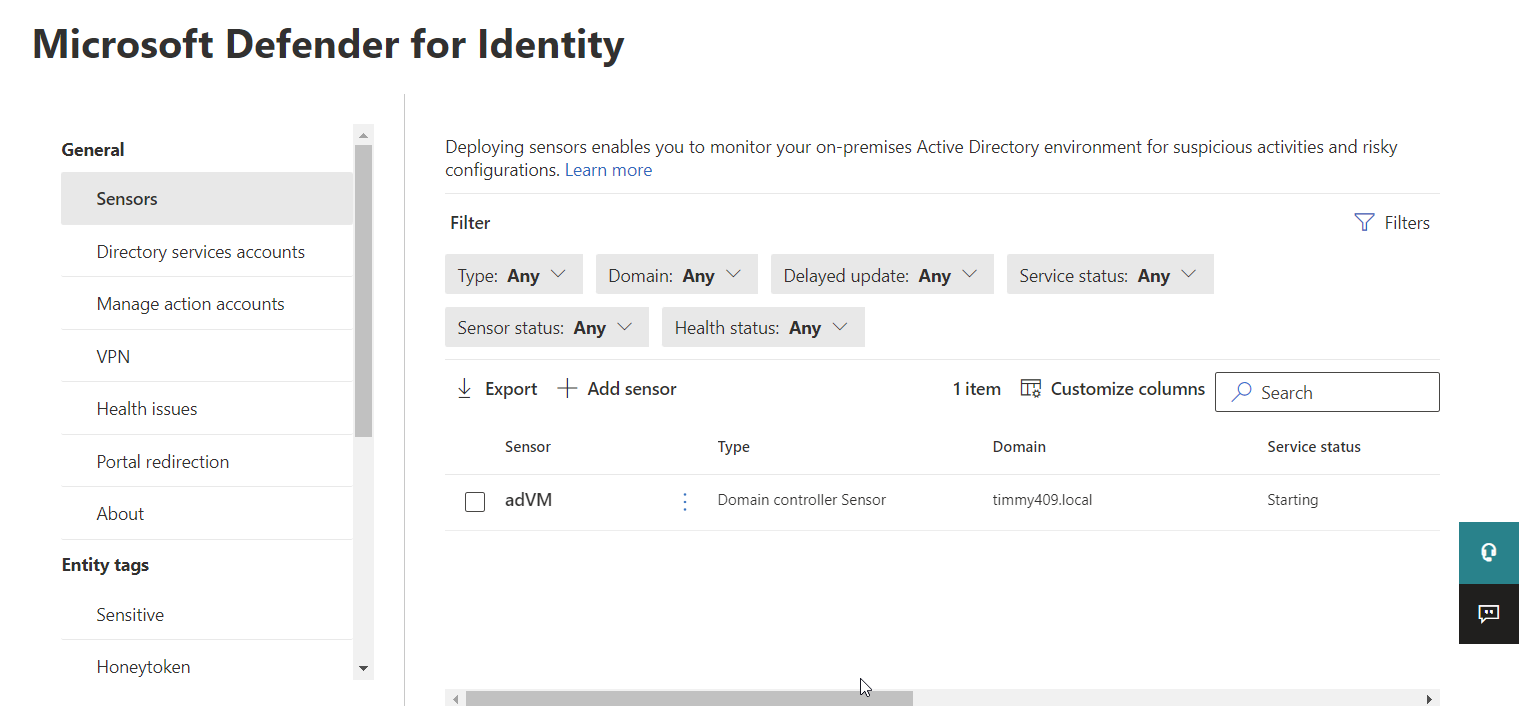 Microsoft Defender for Identity
General
Sensors
Directory services accounts
Manage action accounts
VPN
Health issues
Portal redirection
About
Entity tags
Sensitive
Honeytoken
Deploying sensors enables you to monitor your on-premises Active Directory environment for suspicious activities and risky
configurations. Learn more
Filter
Filters
Type: Any
Domain: Any
Delayed update: Any
Service status: Any
Sensor status: Any
Health status: Any
Export
Add sensor
1 item
Customize columns
Search
Sensor Type Domain Service status
adVM Domain controller Sensor timmy409.local Starting